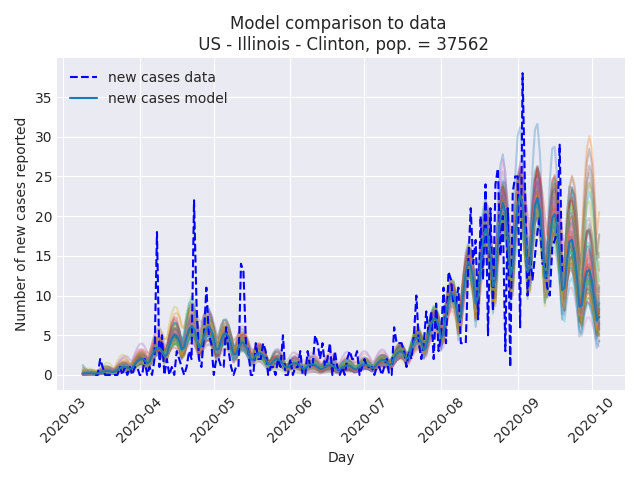 Model comparison to data
US - Illinois - Clinton, pop. = 37562
new cases data
new cases model
Number of new cases reported
35
30
25
20
15
10
5
0
2020-03
2020-04
2020-05
2020-06
2020-07
2020-08
2020-09
2020-10
Day